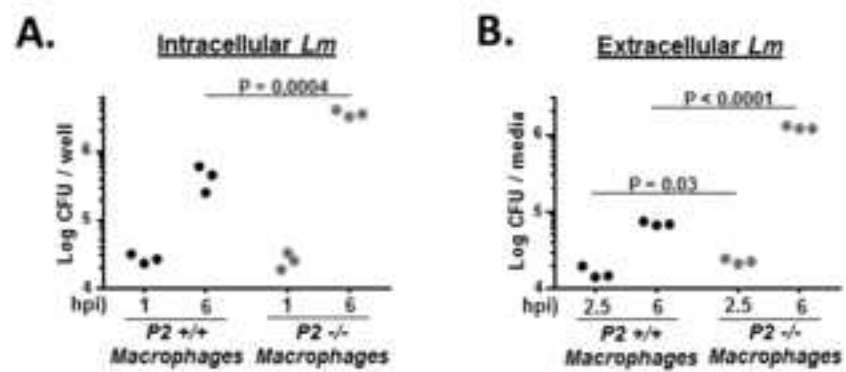 A.
Intracellular Lm
P = 0.0004
Log CFU / well
6
5
4
hpi) 1 6 1 6
P2 +/+ P2 -/-
Macrophages Macrophages
B.
Extracellular Lm
P < 0.0001
P = 0.03
Log CFU / media
6
5
4
hpi) 2.5 6 2.5 6
P2 +/+ P2 -/-
Macrophages Macrophages